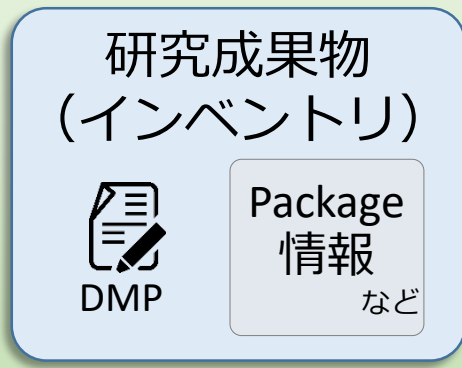 研究成果物
（インベントリ）
DMP
Package
情報
など